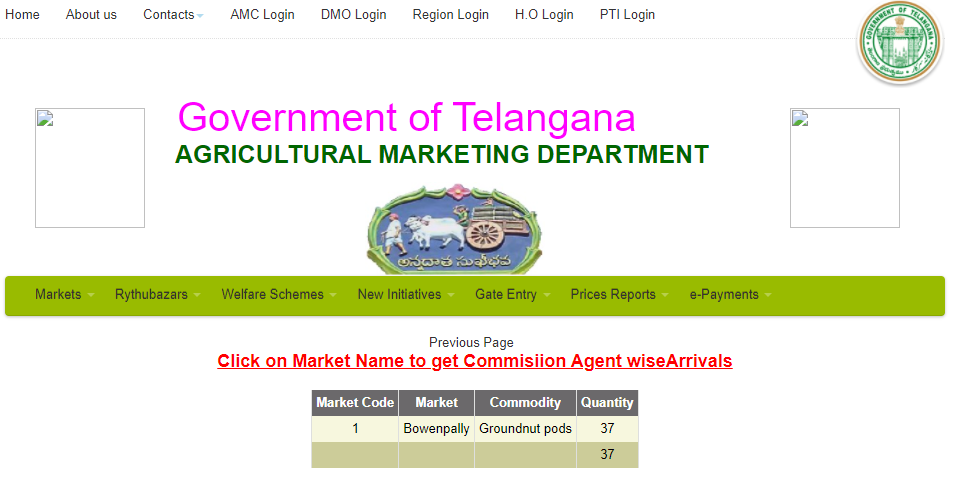 Home About us Contacts AMC Login DMO Login Region Login H.O Login PTI Login
GOVERNMENT OF TELANGANA
Government of Telangana
AGRICULTURAL MARKETING DEPARTMENT
అన్నదాత సుఖీభవ
Markets Rythubazars Welfare Schemes New Initiatives Gate Entry Prices Reports e-Payments
Previous Page
Click on Market Name to get Commisiion Agent wiseArrivals
Market Code Market Commodity Quantity
1 Bowenpally Groundnut pods 37
37